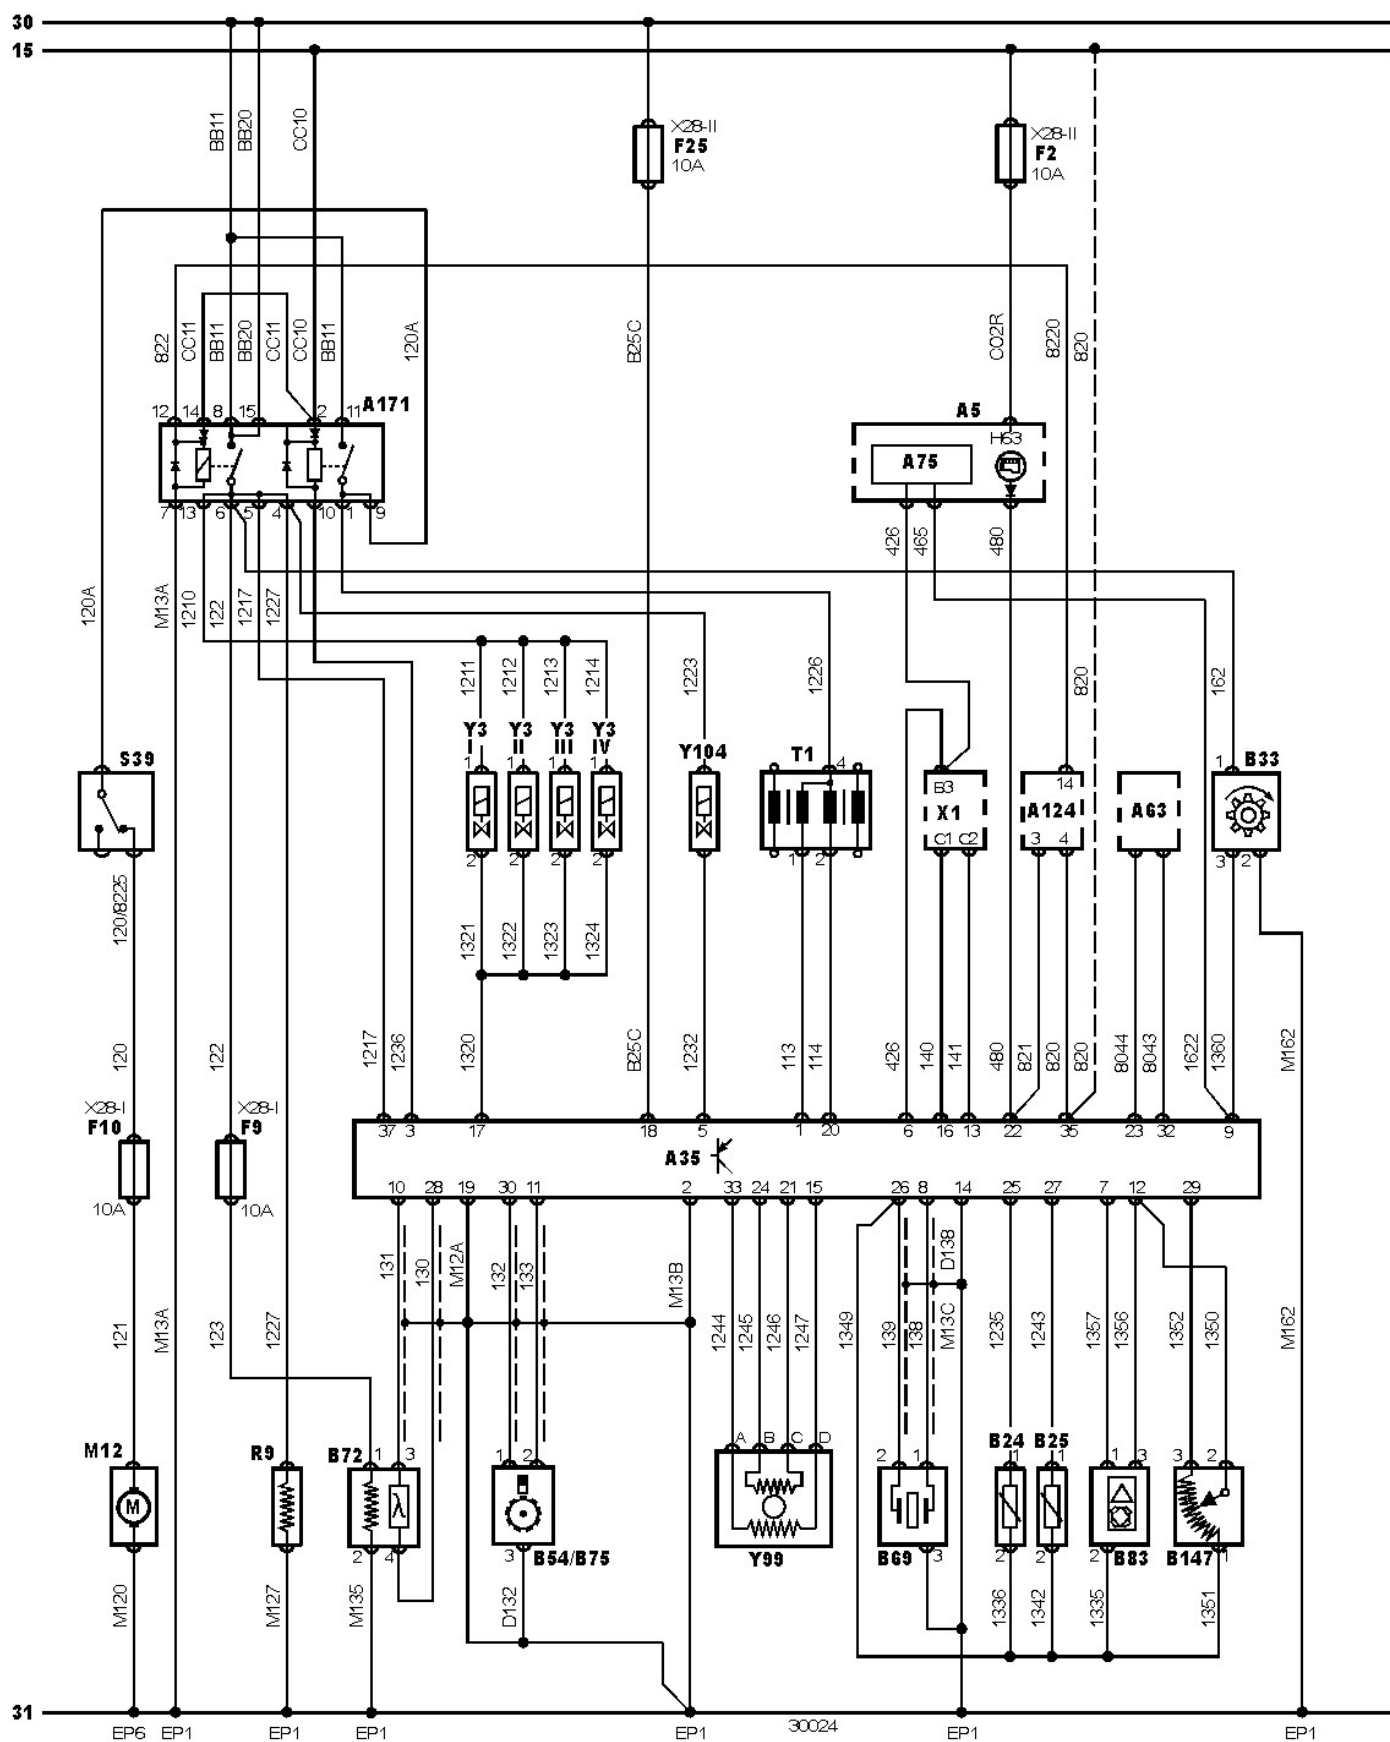 30
15
BB11
BB20
CC10
X28-II
F25
10A
X28-II
F2
10A
822
CC11
BB11
BB20
CC11
CC10
BB11
120A
B25C
CO2R
8220
820
12 14 8 15 2 11
A171
A5
H63
A75
7 13 6 5 4 10 1 9
426
465
480
120A
M13A
1210
122
1217
1227
1211
1212
1213
1214
1223
1226
820
162
S39
Y3 I
Y3 II
Y3 III
Y3 IV
Y104
T1
4
B3
X1
C1 C2
14
A124
3 4
A63
1
B33
3 2
1 1 1 1
2 2 2 2
1 2
120/8225
1321
1322
1323
1324
120
122
1217
1236
1320
B25C
1232
113
114
426
140
141
480
821
820
820
8044
8043
1622
1360
M162
X28-I
F10
10A
X28-I
F9
10A
37 3 17 18 5 1 20 6 16 13 22 35 23 32 9
A35
10 28 19 30 11 2 33 24 21 15 26 8 14 25 27 7 12 29
131
130
M12A
132
133
M13B
D138
121
M13A
123
1227
1244
1245
1246
1247
1349
139
138
M13C
1235
1243
1357
1356
1352
1350
M162
M12
M
R9
B72
1 3
λ
2 4
1 2
3
B54/B75
A B C D
Y99
2 1
B69
3
B24
1
2
B25
1
2
1 3
2
B83
3 2
B147
1
M120
M127
M135
D132
1336
1342
1335
1351
31
EP6
EP1
EP1
EP1
EP1
30024
EP1
EP1